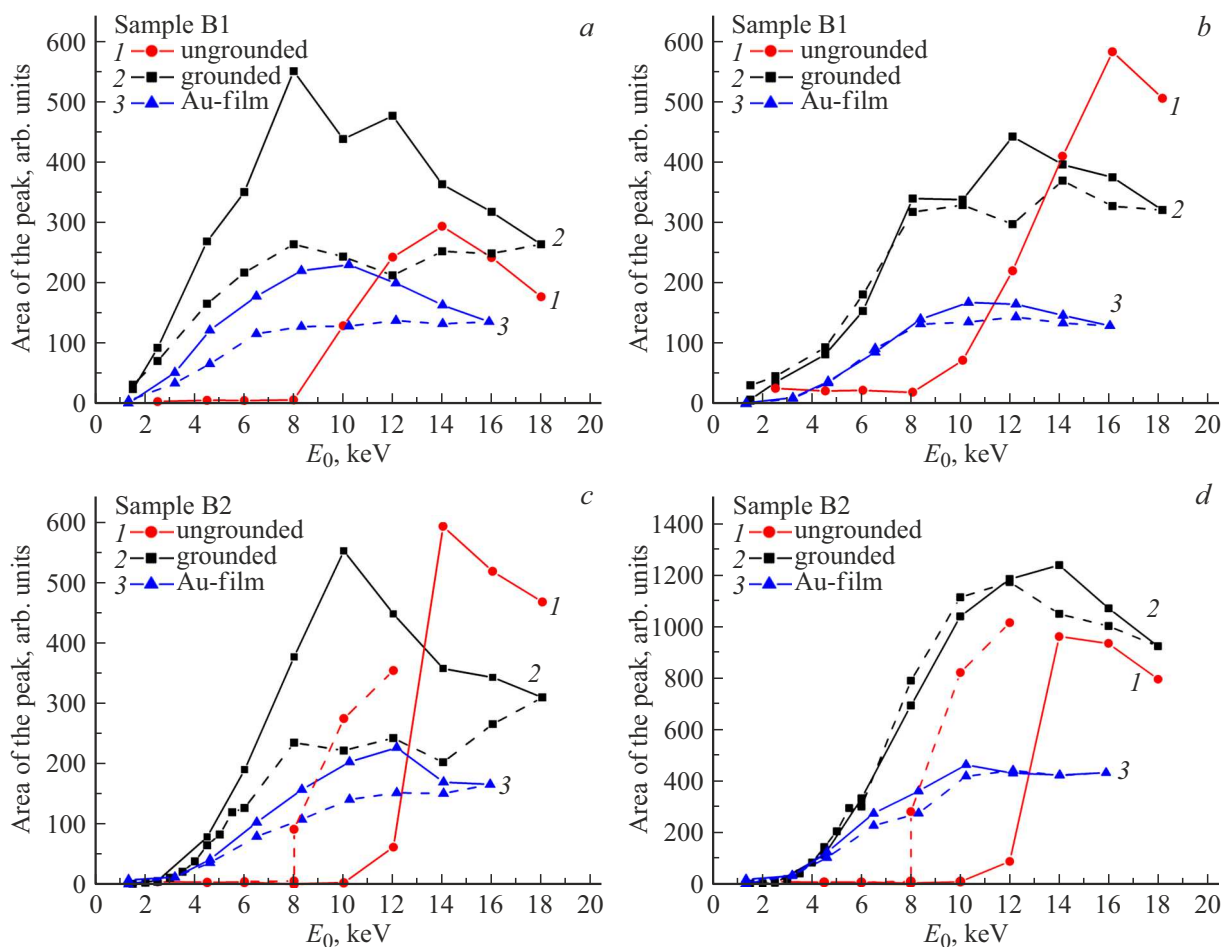 Sample B1
a
1 ungrounded
2 grounded
3 Au-film
Area of the peak, arb. units
600
500
400
300
200
100
0
2
1
3
0 2 4 6 8 10 12 14 16 18 20
E0, keV
Sample B1
b
1 ungrounded
2 grounded
3 Au-film
Area of the peak, arb. units
600
500
400
300
200
100
0
1
2
3
0 2 4 6 8 10 12 14 16 18 20
E0, keV
Sample B2
c
1 ungrounded
2 grounded
3 Au-film
Area of the peak, arb. units
600
500
400
300
200
100
0
1
2
3
0 2 4 6 8 10 12 14 16 18 20
E0, keV
Sample B2
d
1 ungrounded
2 grounded
3 Au-film
Area of the peak, arb. units
1400
1200
1000
800
600
400
200
0
2
1
3
0 2 4 6 8 10 12 14 16 18 20
E0, keV